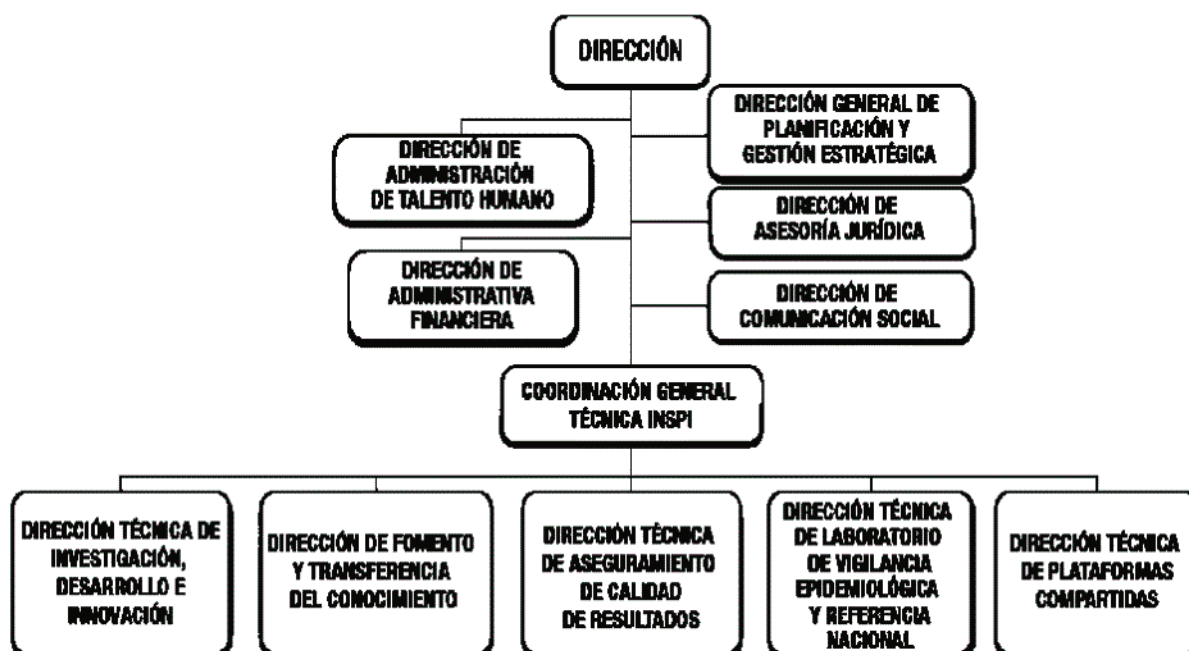 DIRECCIÓN
DIRECCIÓN GENERAL DE
PLANIFICACIÓN Y
GESTIÓN ESTRATÉGICA
DIRECCIÓN DE
ADMINISTRACIÓN
DE TALENTO HUMANO
DIRECCIÓN DE
ASESORÍA JURÍDICA
DIRECCIÓN DE
ADMINISTRATIVA
FINANCIERA
DIRECCIÓN DE
COMUNICACIÓN SOCIAL
COORDINACIÓN GENERAL
TÉCNICA INSPI
DIRECCIÓN TÉCNICA DE
INVESTIGACIÓN,
DESARROLLO E
INNOVACIÓN
DIRECCIÓN DE FOMENTO
Y TRANSFERENCIA
DEL CONOCIMIENTO
DIRECCIÓN TÉCNICA
DE ASEGURAMIENTO
DE CALIDAD
DE RESULTADOS
DIRECCIÓN TÉCNICA
DE LABORATORIO
DE VIGILANCIA
EPIDEMIOLÓGICA
Y REFERENCIA
NACIONAL
DIRECCIÓN TÉCNICA
DE PLATAFORMAS
COMPARTIDAS